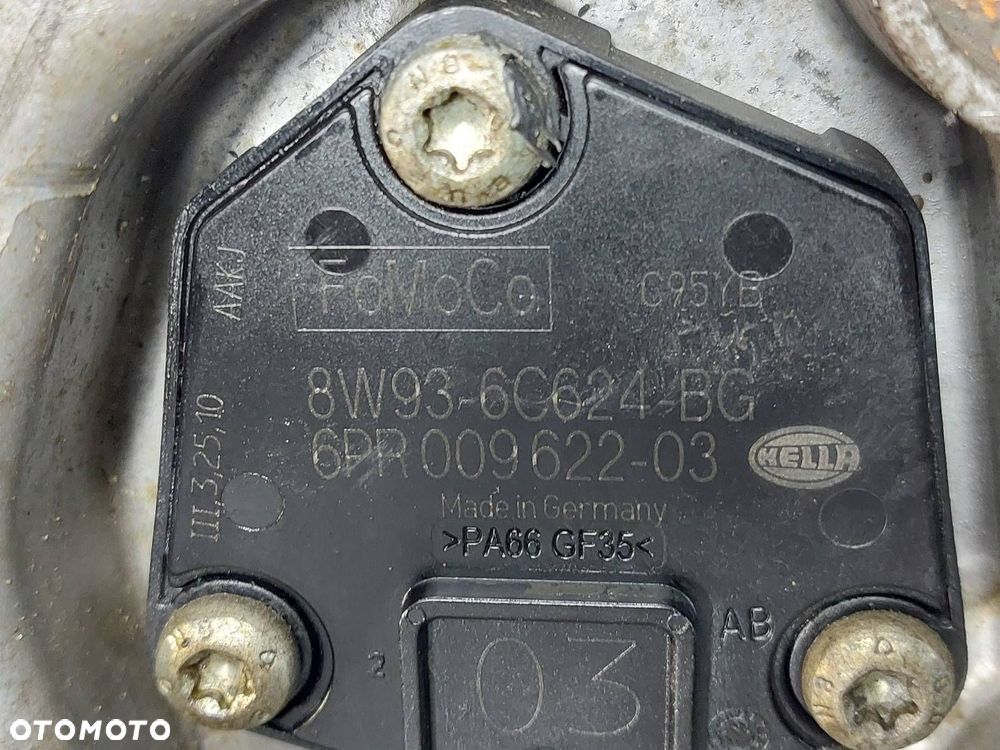 FoMoCo
C95YB
AAKJ
8W93-6C624-BG
6PR 009 622-03
HELLA
III,3,25,10
Made in Germany
>PA66 GF35<
AB
2
03
OTOMOTO